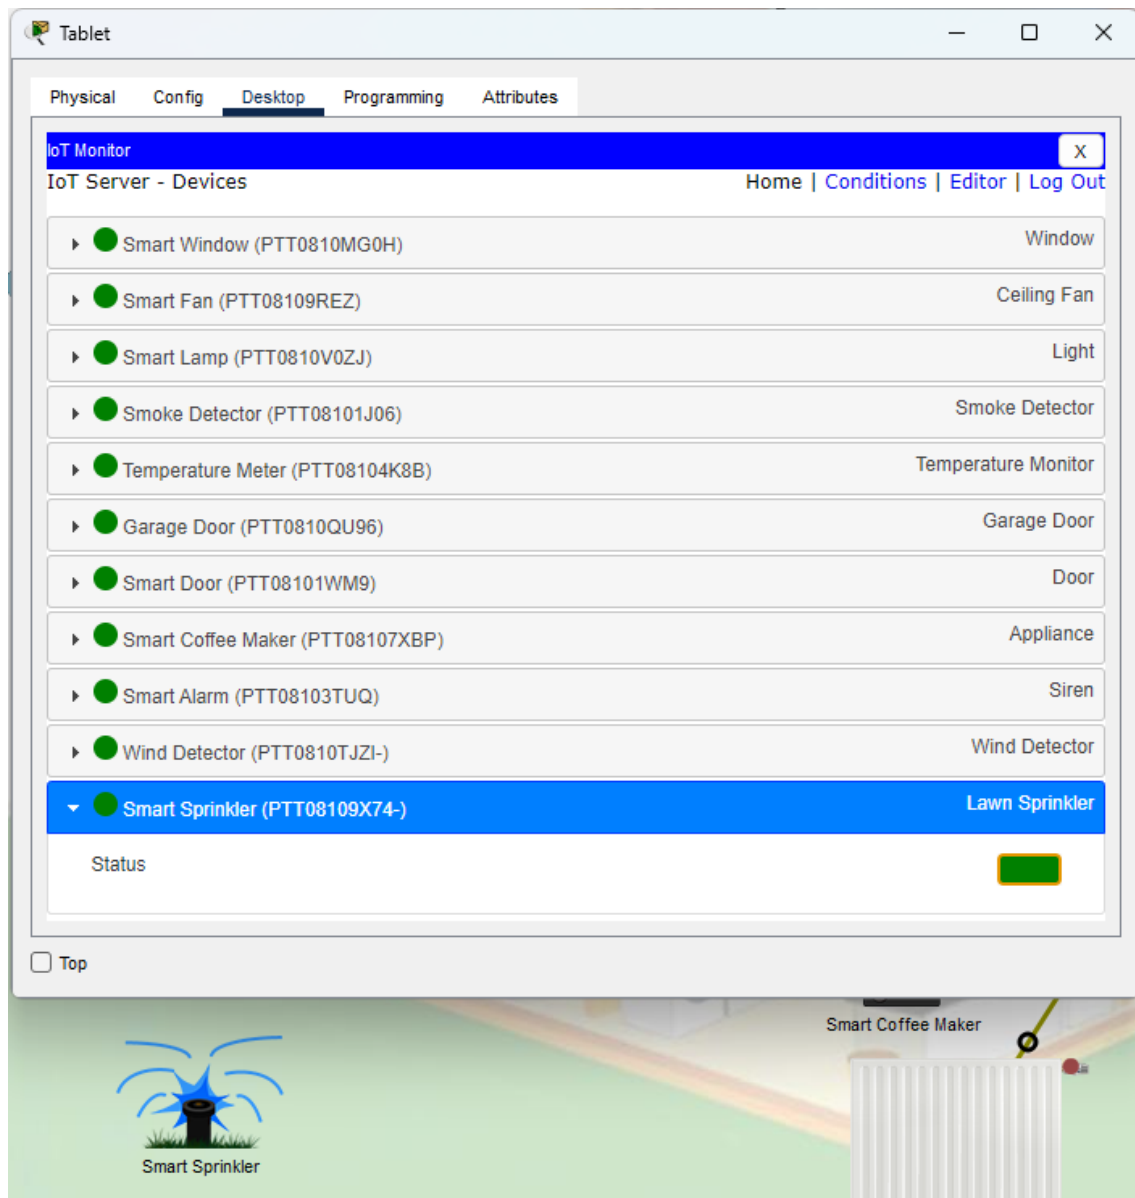 Tablet
Physical Config Desktop Programming Attributes
IoT Monitor X
IoT Server - Devices Home | Conditions | Editor | Log Out
Smart Window (PTT0810MG0H) Window
Smart Fan (PTT08109REZ) Ceiling Fan
Smart Lamp (PTT0810V0ZJ) Light
Smoke Detector (PTT08101J06) Smoke Detector
Temperature Meter (PTT08104K8B) Temperature Monitor
Garage Door (PTT0810QU96) Garage Door
Smart Door (PTT08101WM9) Door
Smart Coffee Maker (PTT08107XBP) Appliance
Smart Alarm (PTT08103TUQ) Siren
Wind Detector (PTT0810TJZI-) Wind Detector
Smart Sprinkler (PTT08109X74-) Lawn Sprinkler
Status
Top
Smart Coffee Maker
Smart Sprinkler